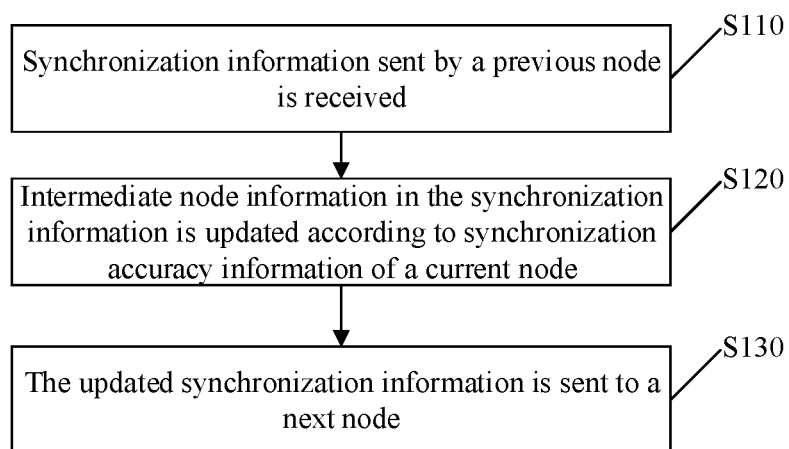 S110
Synchronization information sent by a previous node
is received
S120
Intermediate node information in the synchronization
information is updated according to synchronization
accuracy information of a current node
S130
The updated synchronization information is sent to a
next node